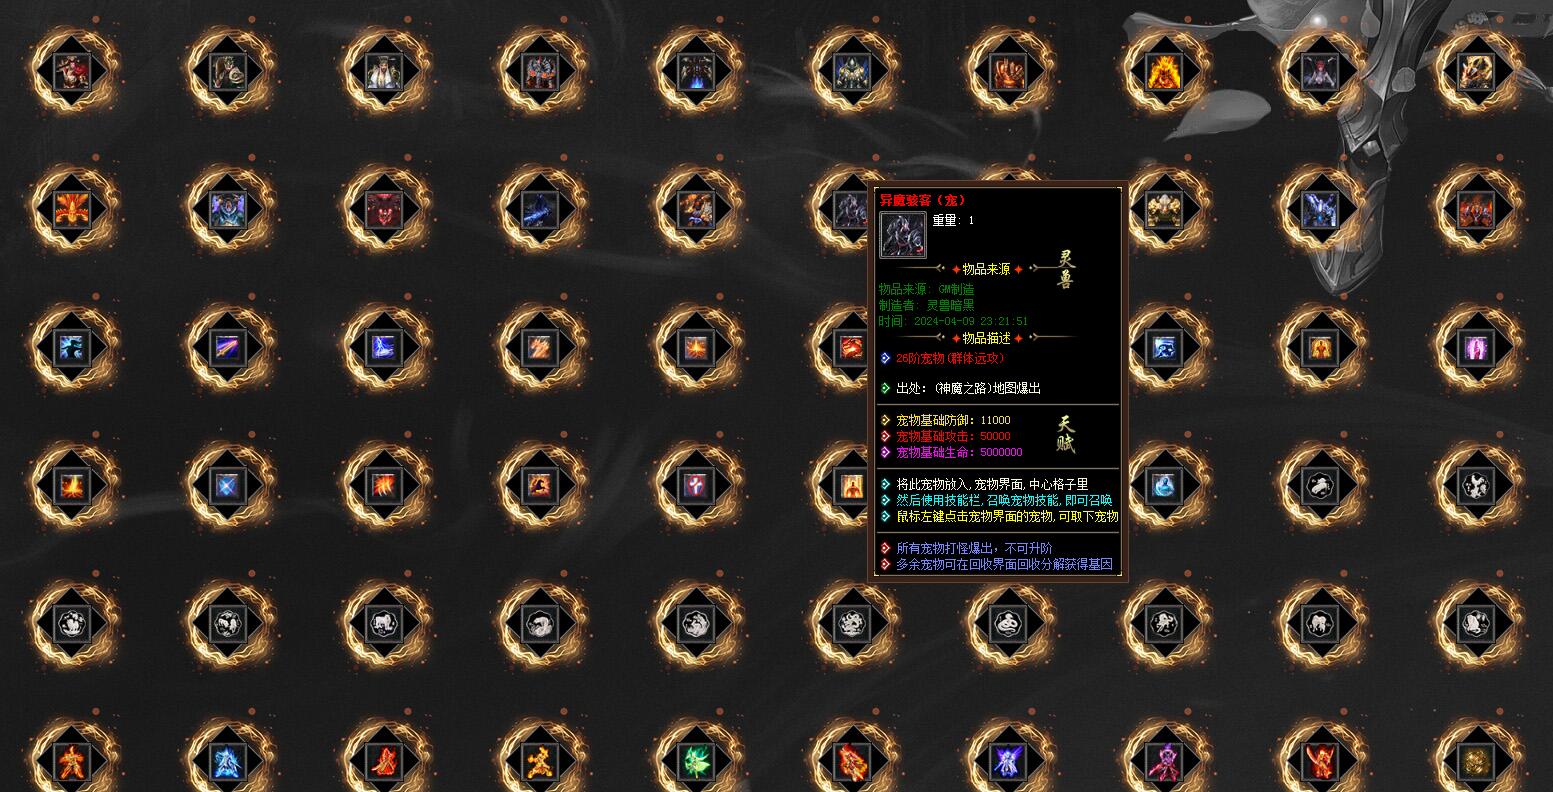 异魔骇客(宠)
重量: 1
物品来源
灵兽
物品来源: GM制造
制造者: 灵兽暗黑
时间: 2024-04-09 23:21:51
物品描述
26阶宠物(群体远攻)
出处: (神魔之路)地图爆出
宠物基础防御: 11000
天赋
宠物基础攻击: 50000
宠物基础生命: 5000000
将此宠物放入,宠物界面,中心格子里
然后使用技能栏,召唤宠物技能,即可召唤
鼠标左键点击宠物界面的宠物,可取下宠物
所有宠物打怪爆出，不可升阶
多余宠物可在回收界面回收分解获得基因